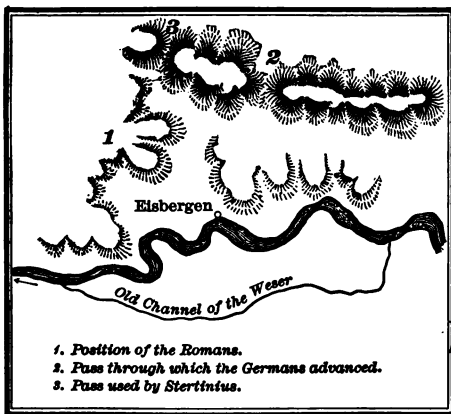 3
2
1
Eisbergen
Old Channel of the Weser
1. Position of the Romans.
2. Pass through which the Germans advanced.
3. Pass used by Stertinius.